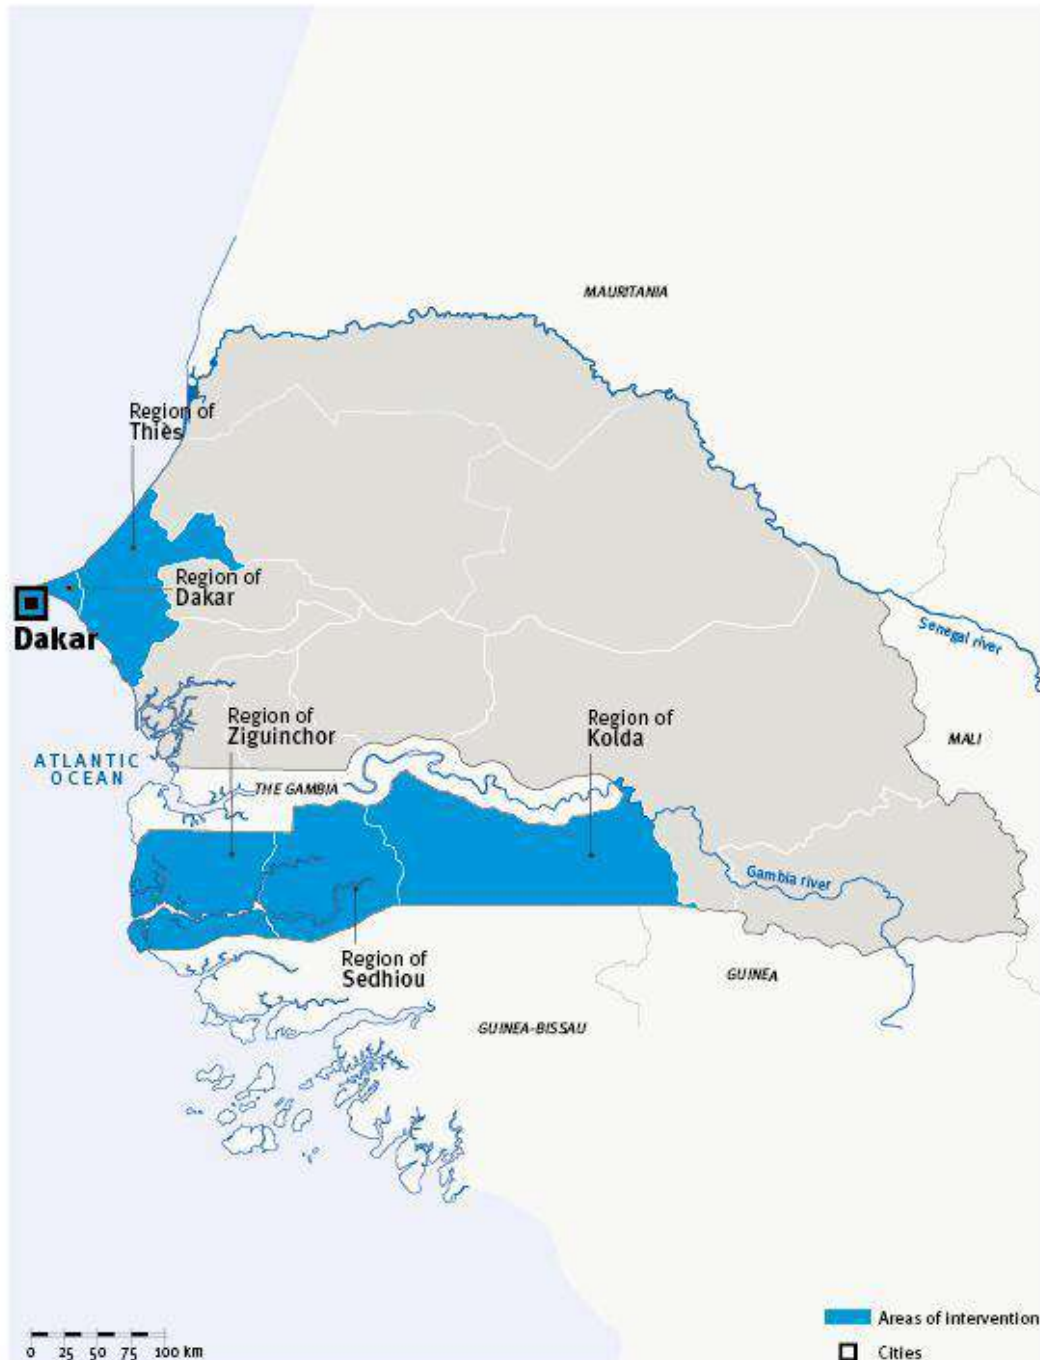 MAURITANIA
Region of
Thiès
Region of
Dakar
Dakar
Senegal river
Region of
Ziguinchor
Region of
Kolda
MALI
ATLANTIC
OCEAN
THE GAMBIA
Gambia river
Region of
Sedhiou
GUINEA
GUINEA-BISSAU
Areas of intervention
0 25 50 75 100 km
Cities